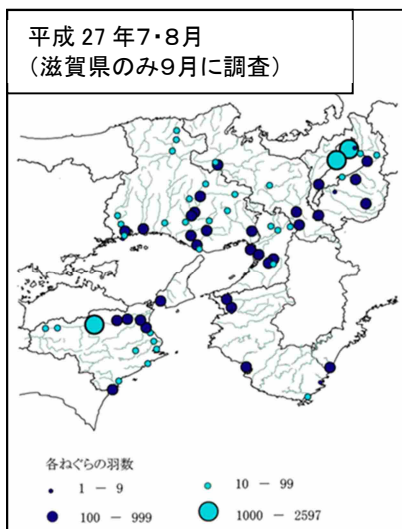 平成 27 年7・8月
(滋賀県のみ9月に調査)
各ねぐらの羽数
1 － 9
10 － 99
100 － 999
1000 － 2597